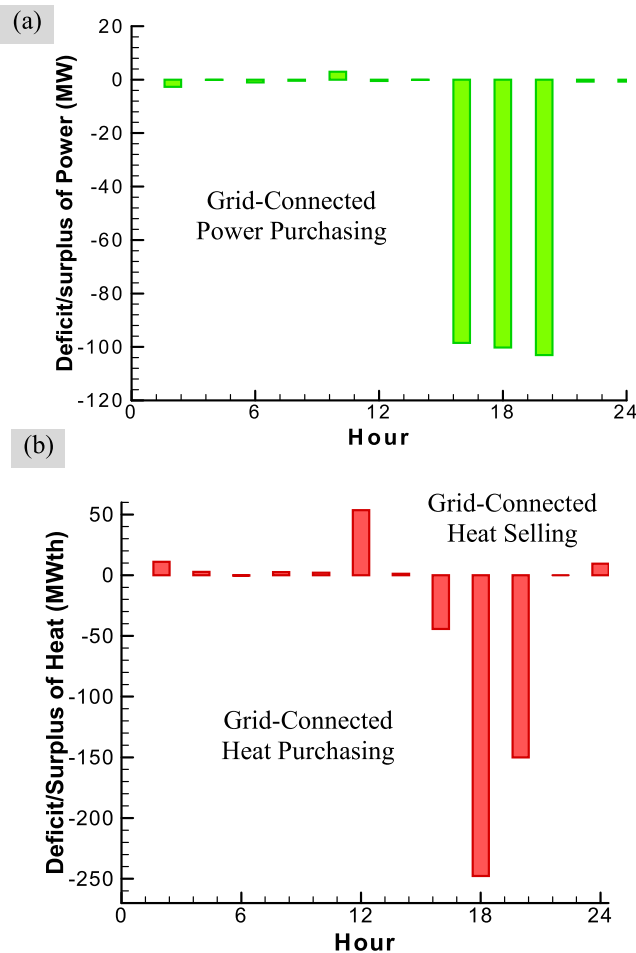 (a)
20
0
-20
-40
-60
-80
-100
-120
Deficit/surplus of Power (MW)
Grid-Connected
Power Purchasing
0 6 12 18 24
Hour
(b)
50
0
-50
-100
-150
-200
-250
Deficit/Surplus of Heat (MWth)
Grid-Connected
Heat Selling
Grid-Connected
Heat Purchasing
0 6 12 18 24
Hour